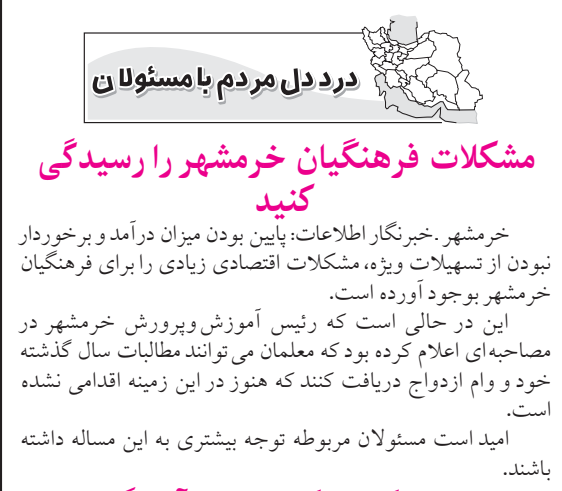 درد دل مردم با مسئولان
مشکلات فرهنگیان خرمشهر را رسیدگی
کنید
خرمشهر .خبرنگار اطلاعات: پایین بودن میزان درآمد و برخوردار
نبودن از تسهیلات ویژه، مشکلات اقتصادی زیادی را برای فرهنگیان
خرمشهر بوجود آورده است.
این در حالی است که رئیس آموزش وپرورش خرمشهر در
مصاحبه‌ای اعلام کرده بود که معلمان می‌توانند مطالبات سال گذشته
خود و وام ازدواج دریافت کنند که هنوز در این زمینه اقدامی نشده
است.
امید است مسئولان مربوطه توجه بیشتری به این مساله داشته
باشند.